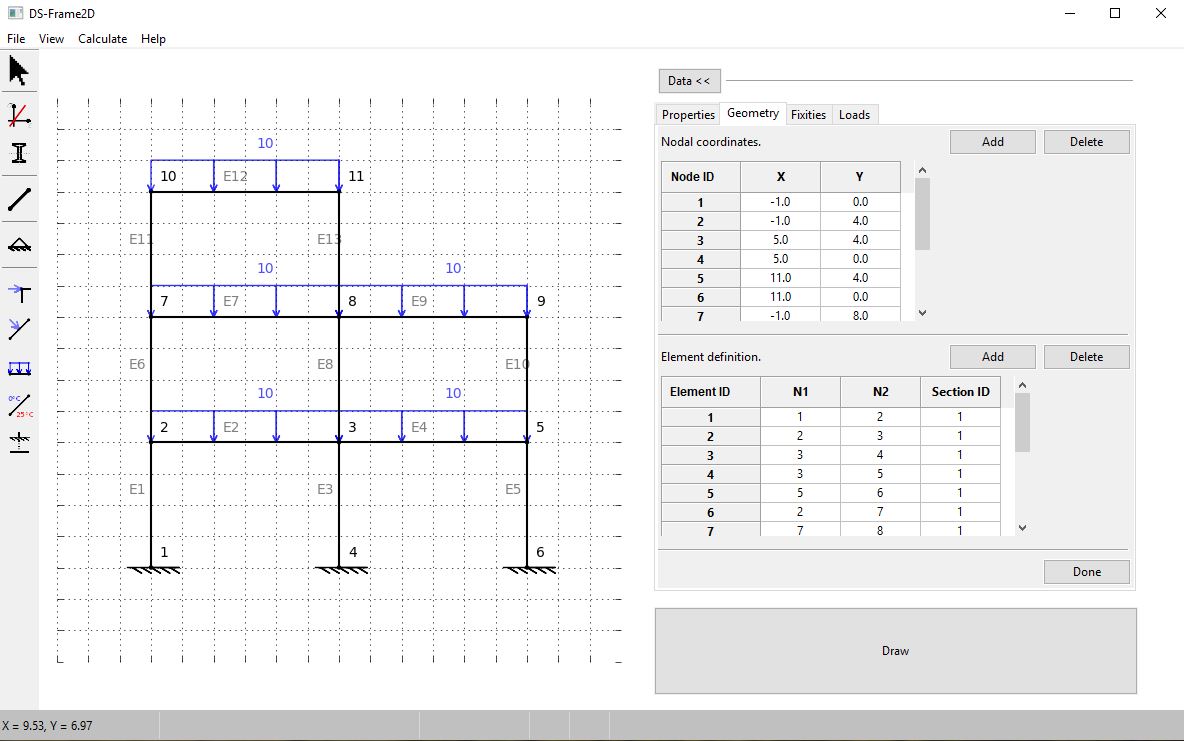 DS-Frame2D
File View Calculate Help
Data <<
Properties Geometry Fixities Loads
Nodal coordinates. Add Delete
Node ID X Y
1 -1.0 0.0
2 -1.0 4.0
3 5.0 4.0
4 5.0 0.0
5 11.0 4.0
6 11.0 0.0
7 -1.0 8.0
Element definition. Add Delete
Element ID N1 N2 Section ID
1 1 2 1
2 2 3 1
3 3 4 1
4 3 5 1
5 5 6 1
6 2 7 1
7 7 8 1
Done
Draw
10
10 E12 11
E11 E13
10 10
7 E7 8 E9 9
E6 E8 E10
10 10
2 E2 3 E4 5
E1 E3 E5
1 4 6
0°C
25°C
X = 9.53, Y = 6.97